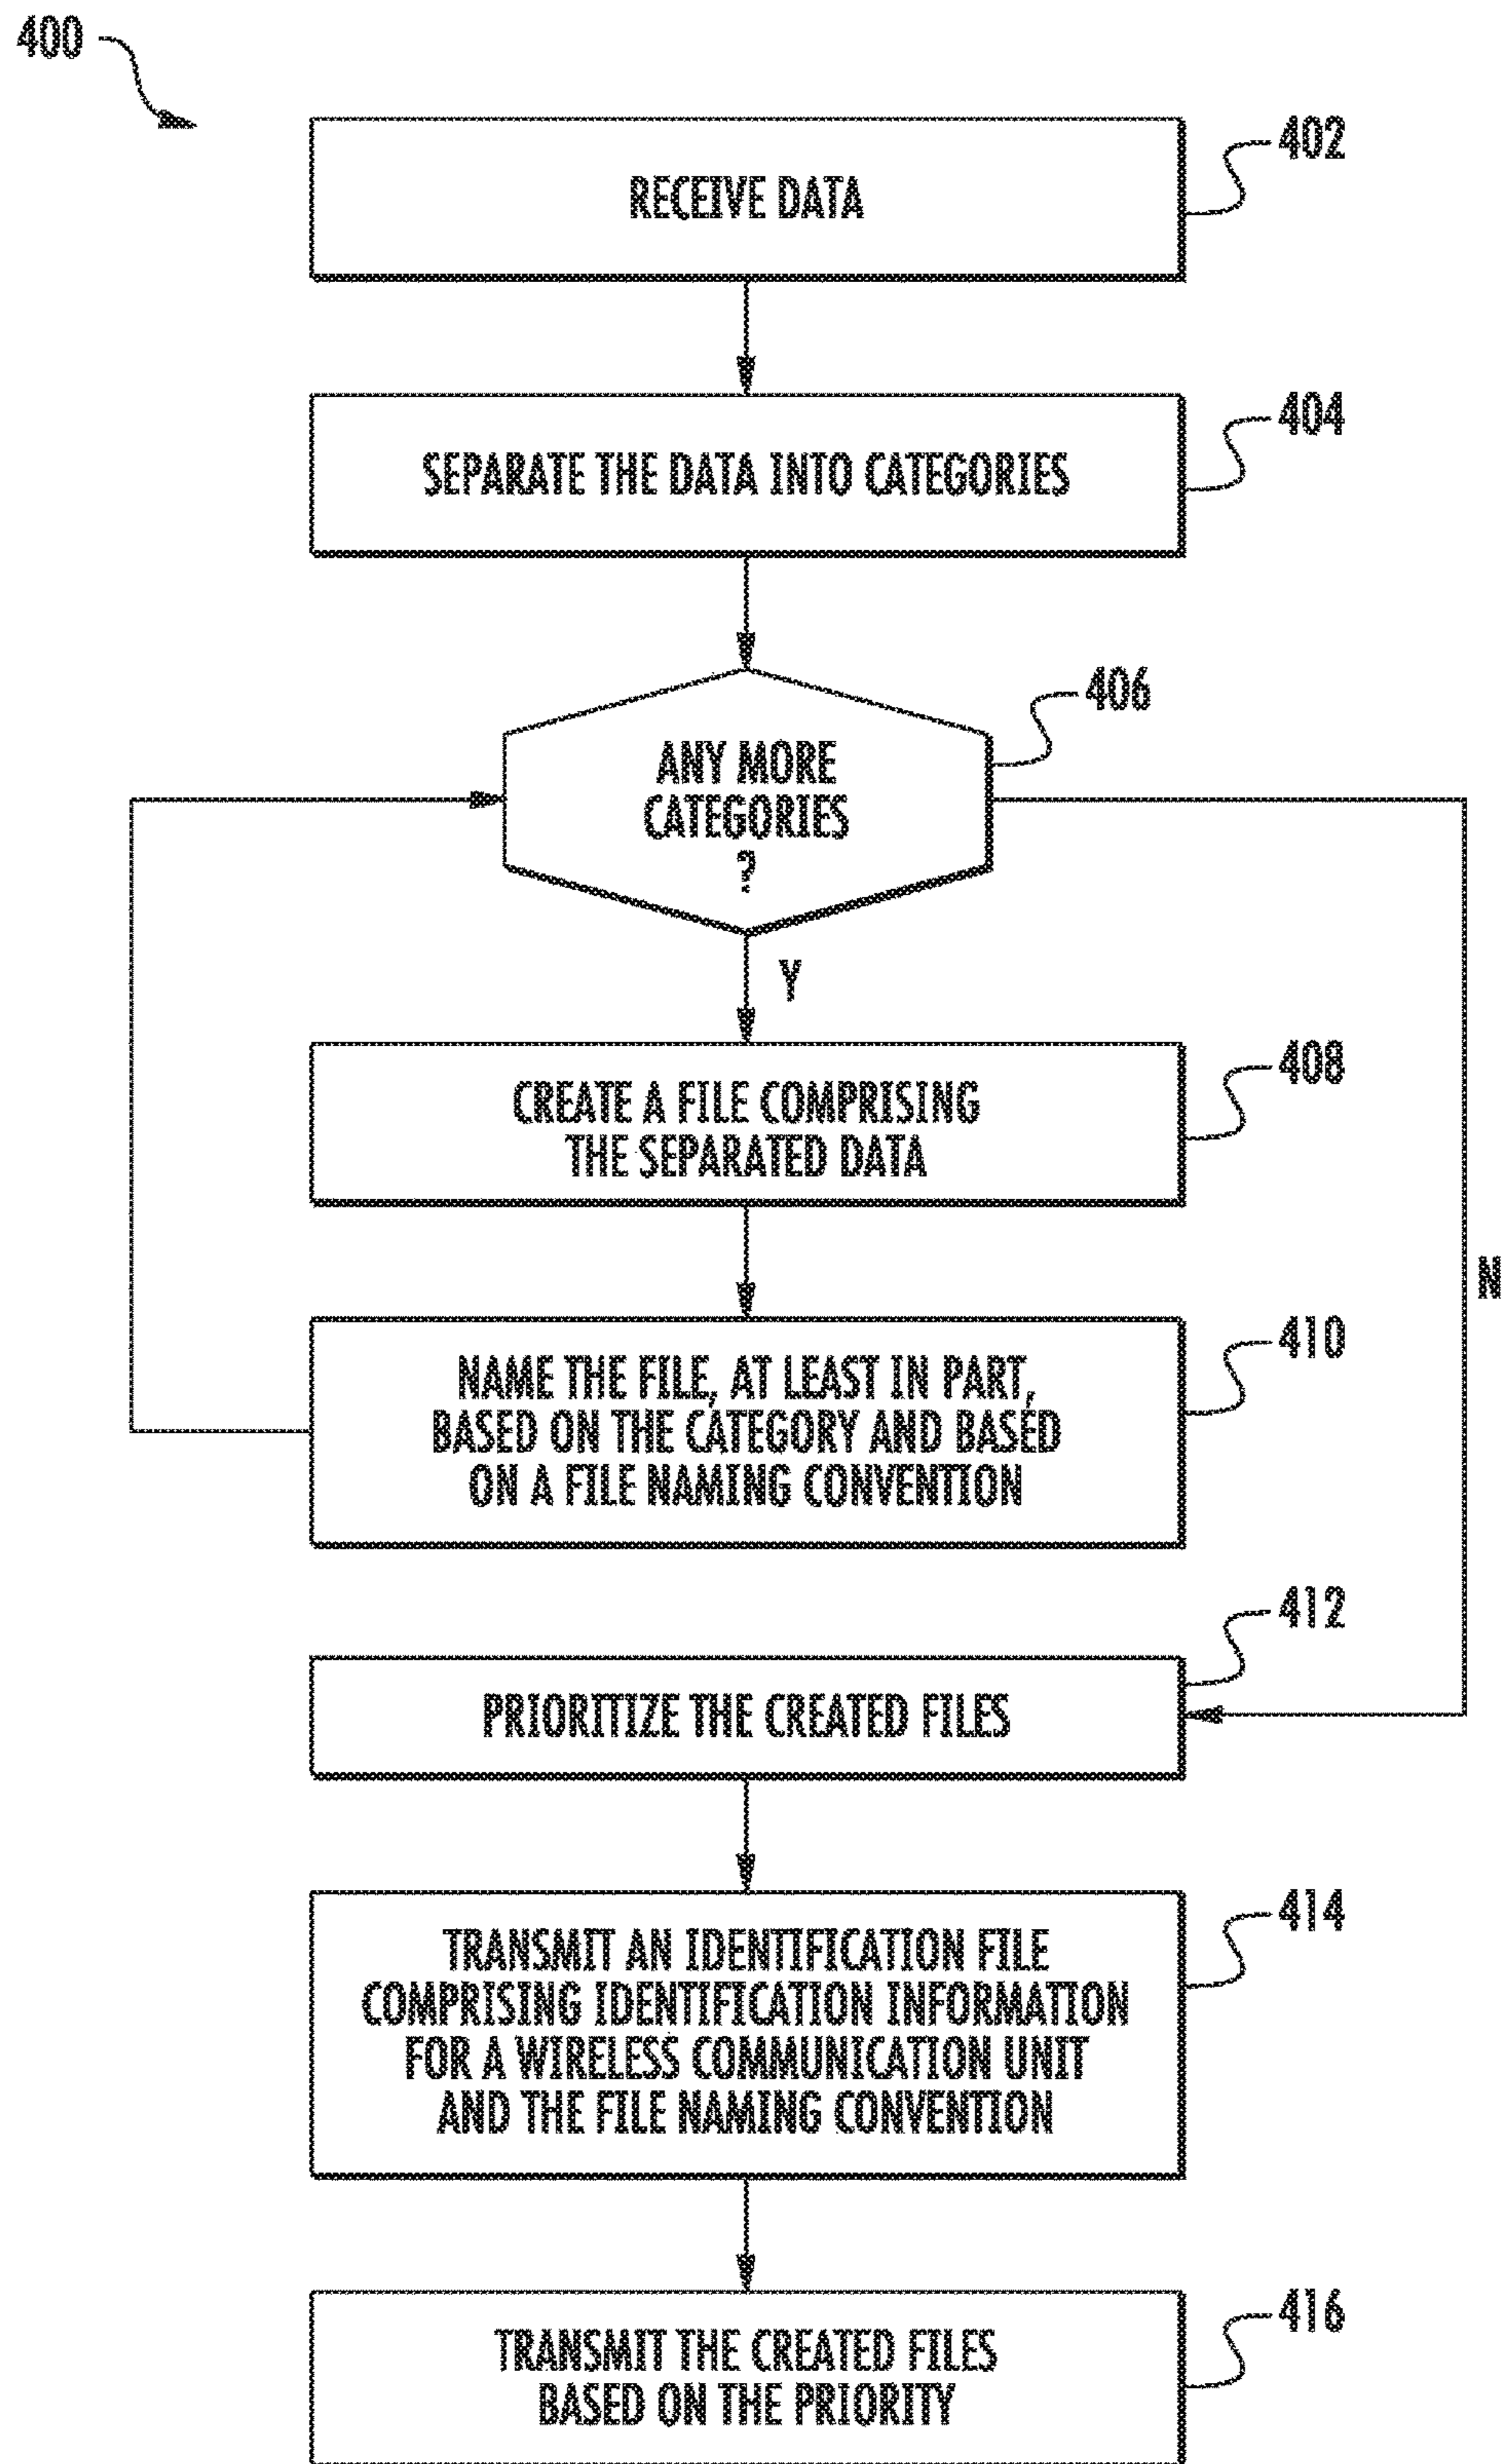 400
402
RECEIVE DATA
404
SEPARATE THE DATA INTO CATEGORIES
406
ANY MORE
CATEGORIES
?
Y
408
CREATE A FILE COMPRISING
THE SEPARATED DATA
N
410
NAME THE FILE, AT LEAST IN PART,
BASED ON THE CATEGORY AND BASED
ON A FILE NAMING CONVENTION
412
PRIORITIZE THE CREATED FILES
414
TRANSMIT AN IDENTIFICATION FILE
COMPRISING IDENTIFICATION INFORMATION
FOR A WIRELESS COMMUNICATION UNIT
AND THE FILE NAMING CONVENTION
416
TRANSMIT THE CREATED FILES
BASED ON THE PRIORITY